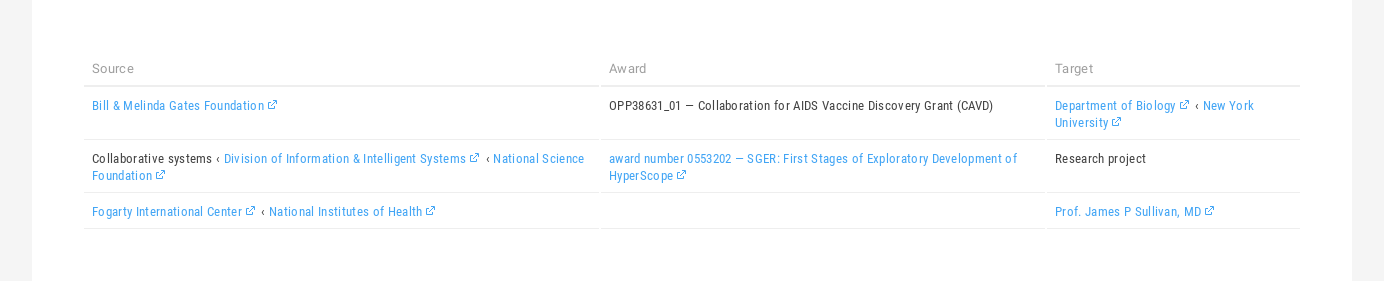 Source Award Target
Bill & Melinda Gates Foundation OPP38631_01 — Collaboration for AIDS Vaccine Discovery Grant (CAVD) Department of Biology ‹ New York
University
Collaborative systems ‹ Division of Information & Intelligent Systems ‹ National Science award number 0553202 — SGER: First Stages of Exploratory Development of Research project
Foundation HyperScope
Fogarty International Center ‹ National Institutes of Health Prof. James P Sullivan, MD